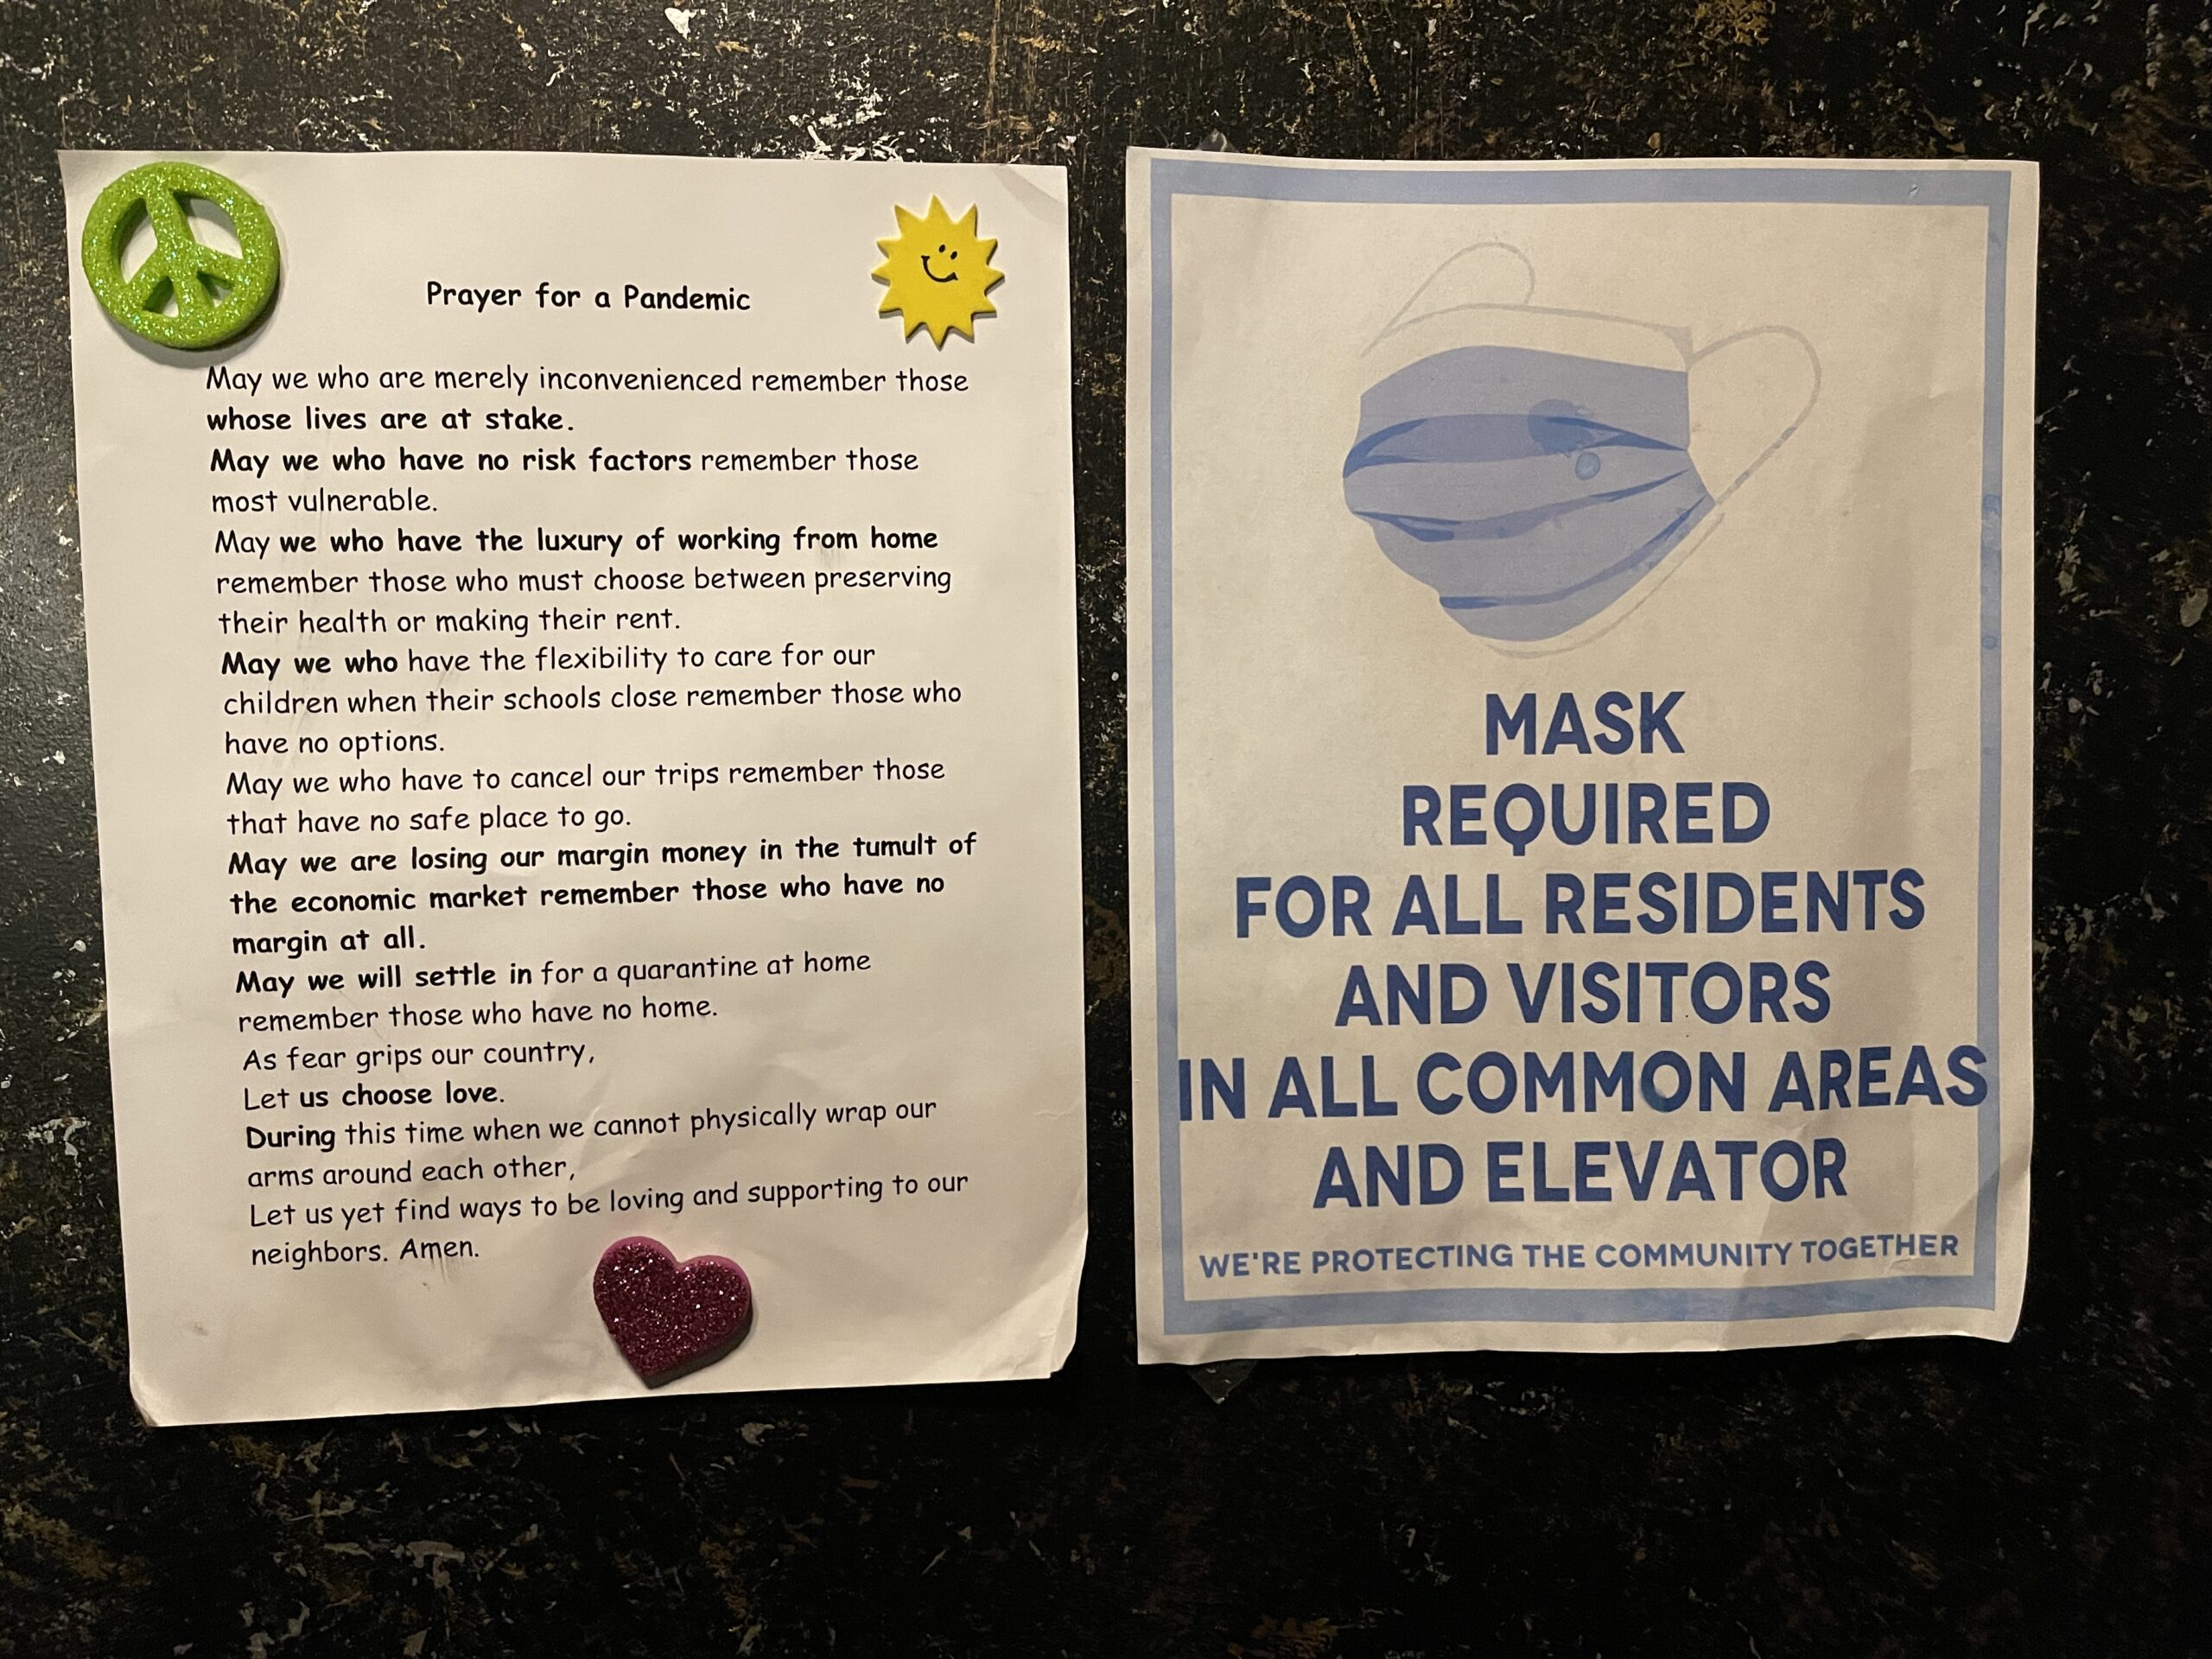 Prayer for a Pandemic
May we who are merely inconvenienced remember those
whose lives are at stake.
May we who have no risk factors remember those
most vulnerable.
May we who have the luxury of working from home
remember those who must choose between preserving
their health or making their rent.
May we who have the flexibility to care for our
children when their schools close remember those who
have no options.
May we who have to cancel our trips remember those
that have no safe place to go.
May we are losing our margin money in the tumult of
the economic market remember those who have no
margin at all.
May we will settle in for a quarantine at home
remember those who have no home.
As fear grips our country,
Let us choose love.
During this time when we cannot physically wrap our
arms around each other,
Let us yet find ways to be loving and supporting to our
neighbors. Amen.
MASK
REQUIRED
FOR ALL RESIDENTS
AND VISITORS
IN ALL COMMON AREAS
AND ELEVATOR
WE'RE PROTECTING THE COMMUNITY TOGETHER